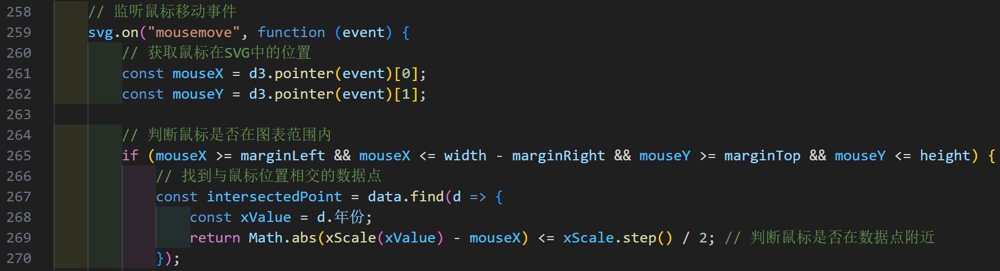 258 // 监听鼠标移动事件
259 svg.on("mousemove", function (event) {
260 // 获取鼠标在SVG中的位置
261 const mouseX = d3.pointer(event)[0];
262 const mouseY = d3.pointer(event)[1];
263
264 // 判断鼠标是否在图表范围内
265 if (mouseX >= marginLeft && mouseX <= width - marginRight && mouseY >= marginTop && mouseY <= height) {
266 // 找到与鼠标位置相交的数据点
267 const intersectedPoint = data.find(d => {
268 const xValue = d.年份;
269 return Math.abs(xScale(xValue) - mouseX) <= xScale.step() / 2; // 判断鼠标是否在数据点附近
270 });